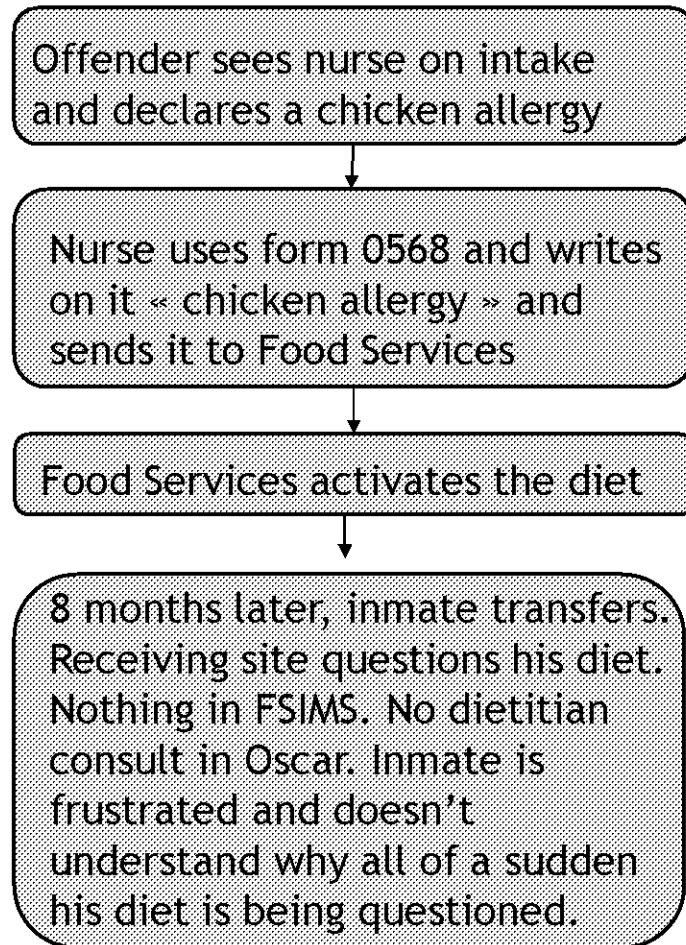 Offender sees nurse on intake
and declares a chicken allergy
Nurse uses form 0568 and writes
on it « chicken allergy » and
sends it to Food Services
Food Services activates the diet
8 months later, inmate transfers.
Receiving site questions his diet.
Nothing in FSIMS. No dietitian
consult in Oscar. Inmate is
frustrated and doesn’t
understand why all of a sudden
his diet is being questioned.